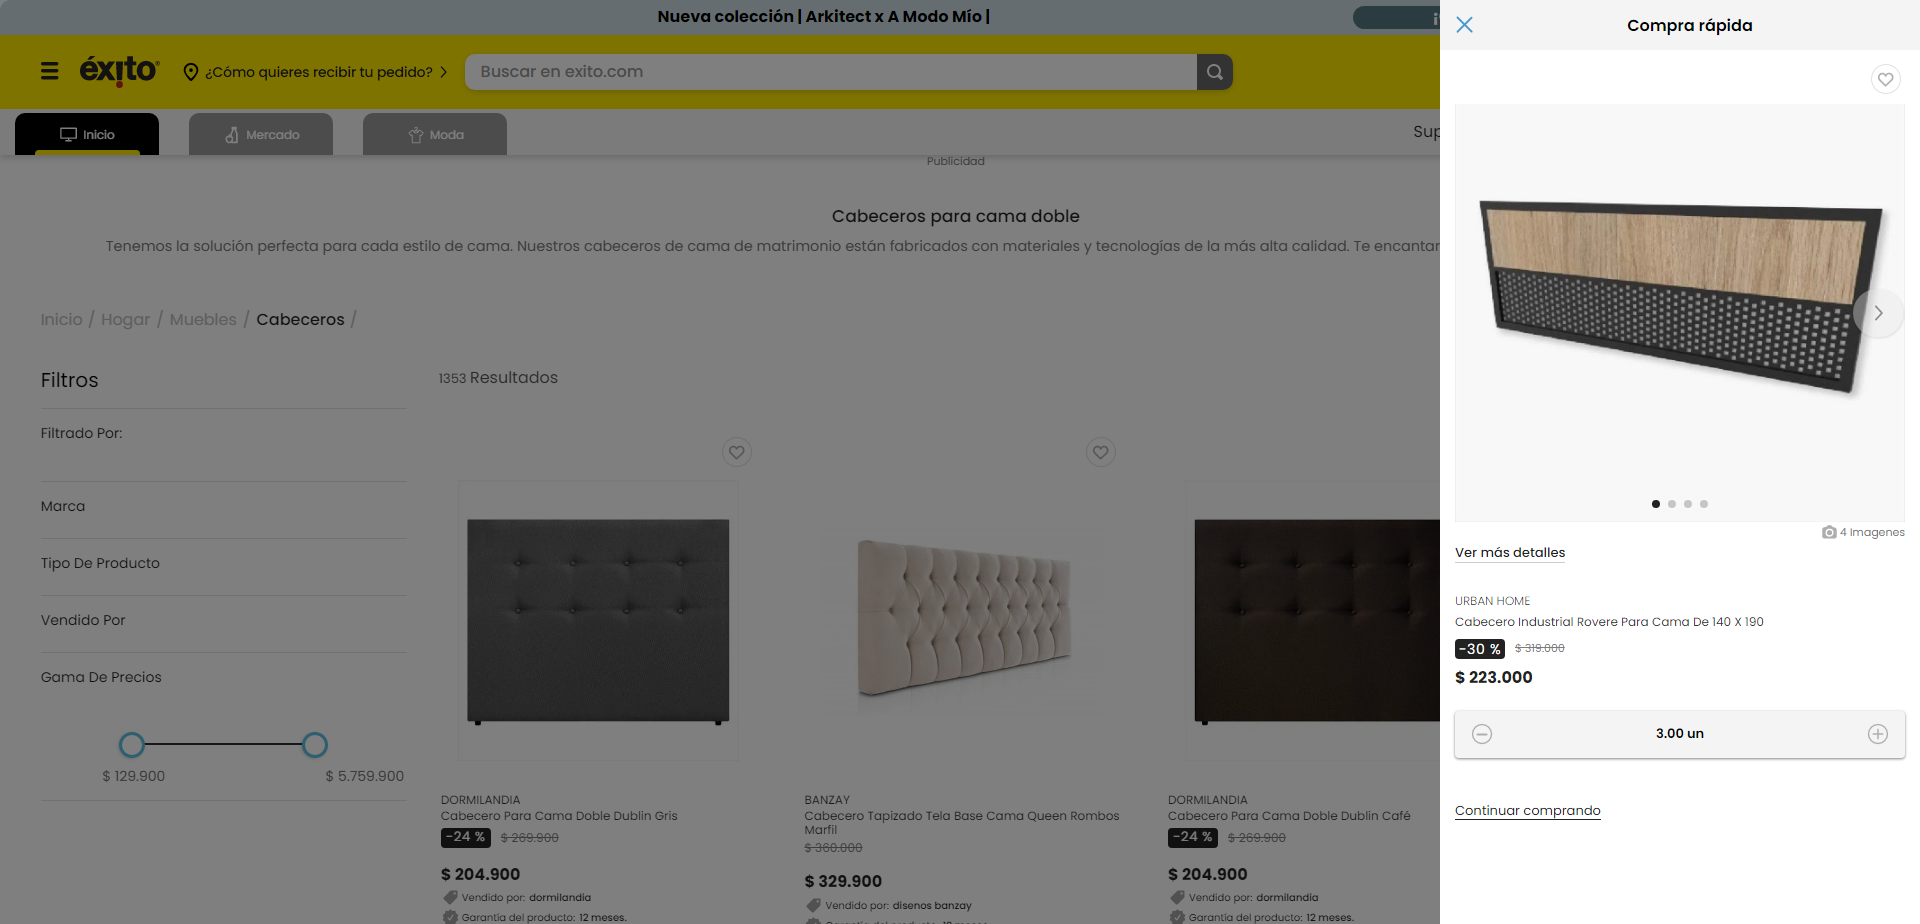 Nueva colección | Arkitect x A Modo Mío |
éxito
¿Cómo quieres recibir tu pedido?
Buscar en exito.com
Inicio
Mercado
Moda
Publicidad
Cabeceros para cama doble
Tenemos la solución perfecta para cada estilo de cama. Nuestros cabeceros de cama de matrimonio están fabricados con materiales y tecnologías de la más alta calidad. Te
Inicio / Hogar / Muebles / Cabeceros /
Filtros
Filtrado Por:
Marca
Tipo De Producto
Vendido Por
Gama De Precios
$ 129.900
$ 5.759.900
1353 Resultados
DORMILANDIA
Cabecero Para Cama Doble Dublin Gris
-24 % $ 269.900
$ 204.900
Vendido por: dormilandia
Garantía del producto: 12 meses.
BANZAY
Cabecero Tapizado Tela Base Cama Queen Rombos
Marfil
$ 360.000
$ 329.900
Vendido por: disenos banzay
DORMILANDIA
Cabecero Para Cama Doble Dublin Café
-24 % $ 269.900
$ 204.900
Vendido por: dormilandia
Garantía del producto: 12 meses.
Compra rápida
4 Imagenes
Ver más detalles
URBAN HOME
Cabecero Industrial Rovere Para Cama De 140 X 190
-30 % $ 319.000
$ 223.000
3.00 un
Continuar comprando